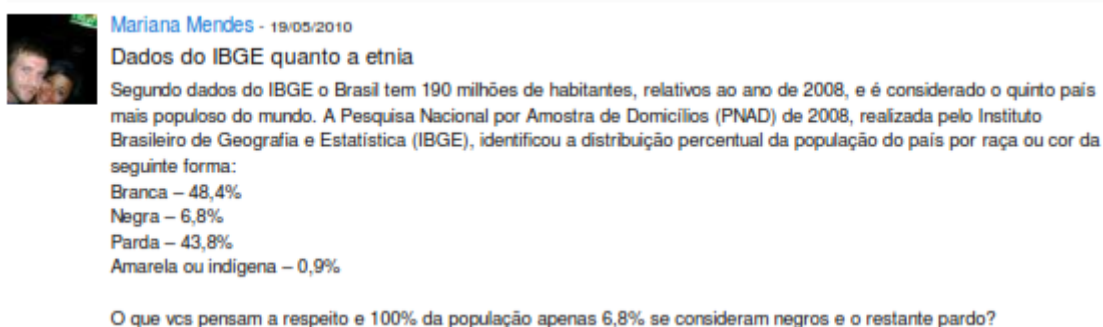 Mariana Mendes - 19/05/2010
Dados do IBGE quanto a etnia
Segundo dados do IBGE o Brasil tem 190 milhões de habitantes, relativos ao ano de 2008, e é considerado o quinto país
mais populoso do mundo. A Pesquisa Nacional por Amostra de Domicílios (PNAD) de 2008, realizada pelo Instituto
Brasileiro de Geografia e Estatística (IBGE), identificou a distribuição percentual da população do país por raça ou cor da
seguinte forma:
Branca – 48,4%
Negra – 6,8%
Parda – 43,8%
Amarela ou indígena – 0,9%
O que vcs pensam a respeito e 100% da população apenas 6,8% se consideram negros e o restante pardo?